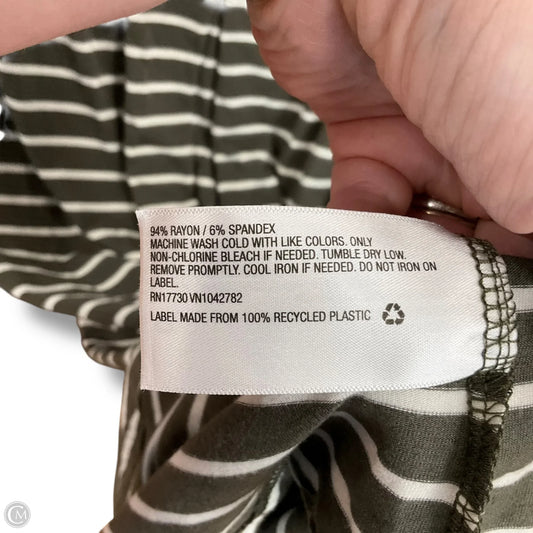 94% RAYON / 6% SPANDEX
MACHINE WASH COLD WITH LIKE COLORS. ONLY
NON-CHLORINE BLEACH IF NEEDED. TUMBLE DRY LOW.
REMOVE PROMPTLY. COOL IRON IF NEEDED. DO NOT IRON ON
LABEL.
RN17730 VN1042782
LABEL MADE FROM 100% RECYCLED PLASTIC
CM